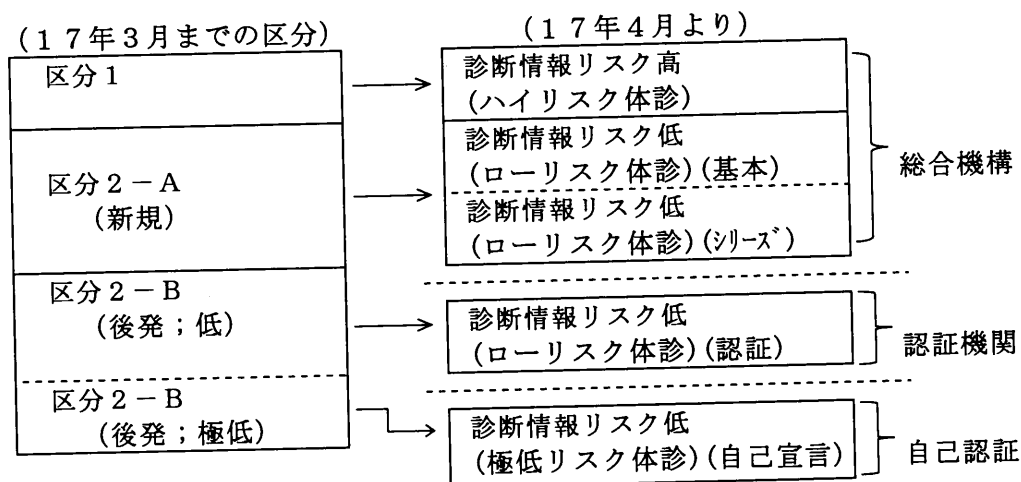 (17年3月までの区分)
区分1
区分2-A
(新規)
区分2-B
(後発;低)
区分2-B
(後発;極低)
(17年4月より)
診断情報リスク高
(ハイリスク体診)
診断情報リスク低
(ローリスク体診)(基本)
診断情報リスク低
(ローリスク体診)(シリーズ)
診断情報リスク低
(ローリスク体診)(認証)
診断情報リスク低
(極低リスク体診)(自己宣言)
総合機構
認証機関
自己認証